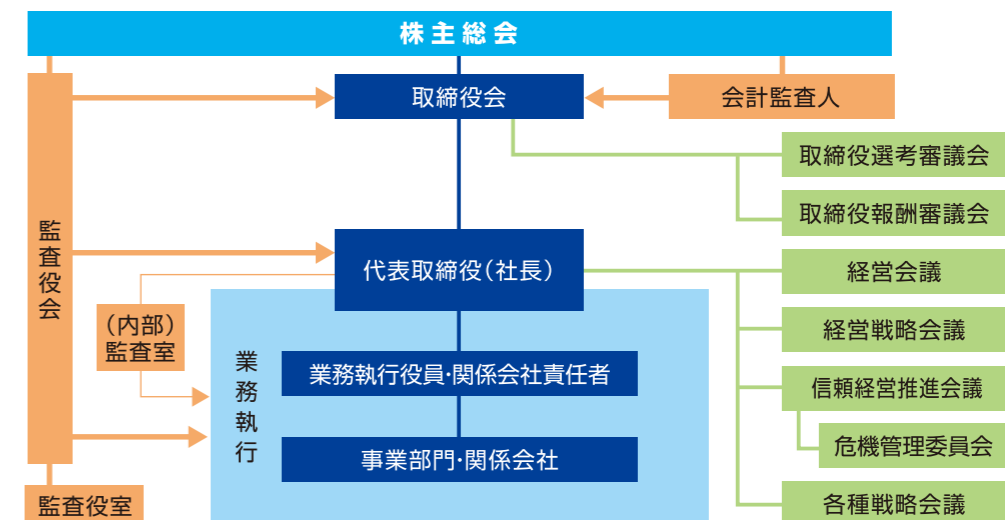 株主総会
取締役会
会計監査人
取締役選考審議会
取締役報酬審議会
監査役会
代表取締役(社長)
経営会議
(内部)
監査室
経営戦略会議
業務執行
業務執行役員・関係会社責任者
信頼経営推進会議
危機管理委員会
事業部門・関係会社
監査役室
各種戦略会議